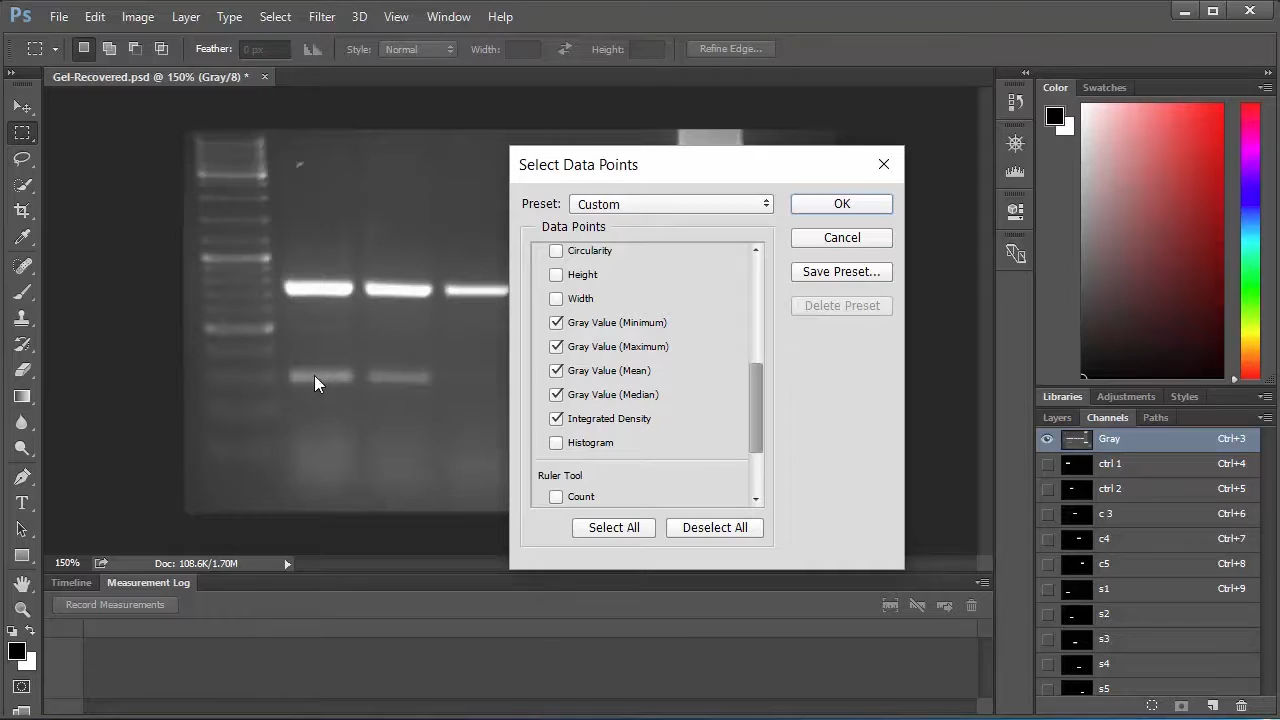 Ps File Edit Image Layer Type Select Filter 3D View Window Help
Feather: 0 px Style: Normal Width: Height: Refine Edge...
Gel-Recovered.psd @ 150% (Gray/8) *
Select Data Points
Preset: Custom OK
Data Points
Cancel
Circularity
Height
Save Preset...
Width
Delete Preset
Gray Value (Minimum)
Gray Value (Maximum)
Gray Value (Mean)
Gray Value (Median)
Integrated Density
Histogram
Ruler Tool
Count
Select All Deselect All
Color Swatches
Libraries Adjustments Styles
Layers Channels Paths
Gray Ctrl+3
ctrl 1 Ctrl+4
ctrl 2 Ctrl+5
c 3 Ctrl+6
c4 Ctrl+7
c5 Ctrl+8
s1 Ctrl+9
s2
s3
s4
s5
150% Doc: 108.6K/1.70M
Timeline Measurement Log
Record Measurements